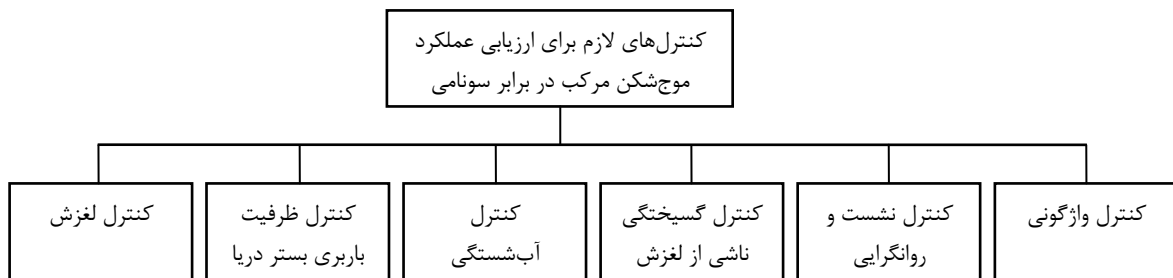 کنترل‌های لازم برای ارزیابی عملکرد
موج‌شکن مرکب در برابر سونامی
کنترل واژگونی
کنترل نشست و
روانگرایی
کنترل گسیختگی
ناشی از لغزش
کنترل
آب‌شستگی
کنترل ظرفیت
باربری بستر دریا
کنترل لغزش